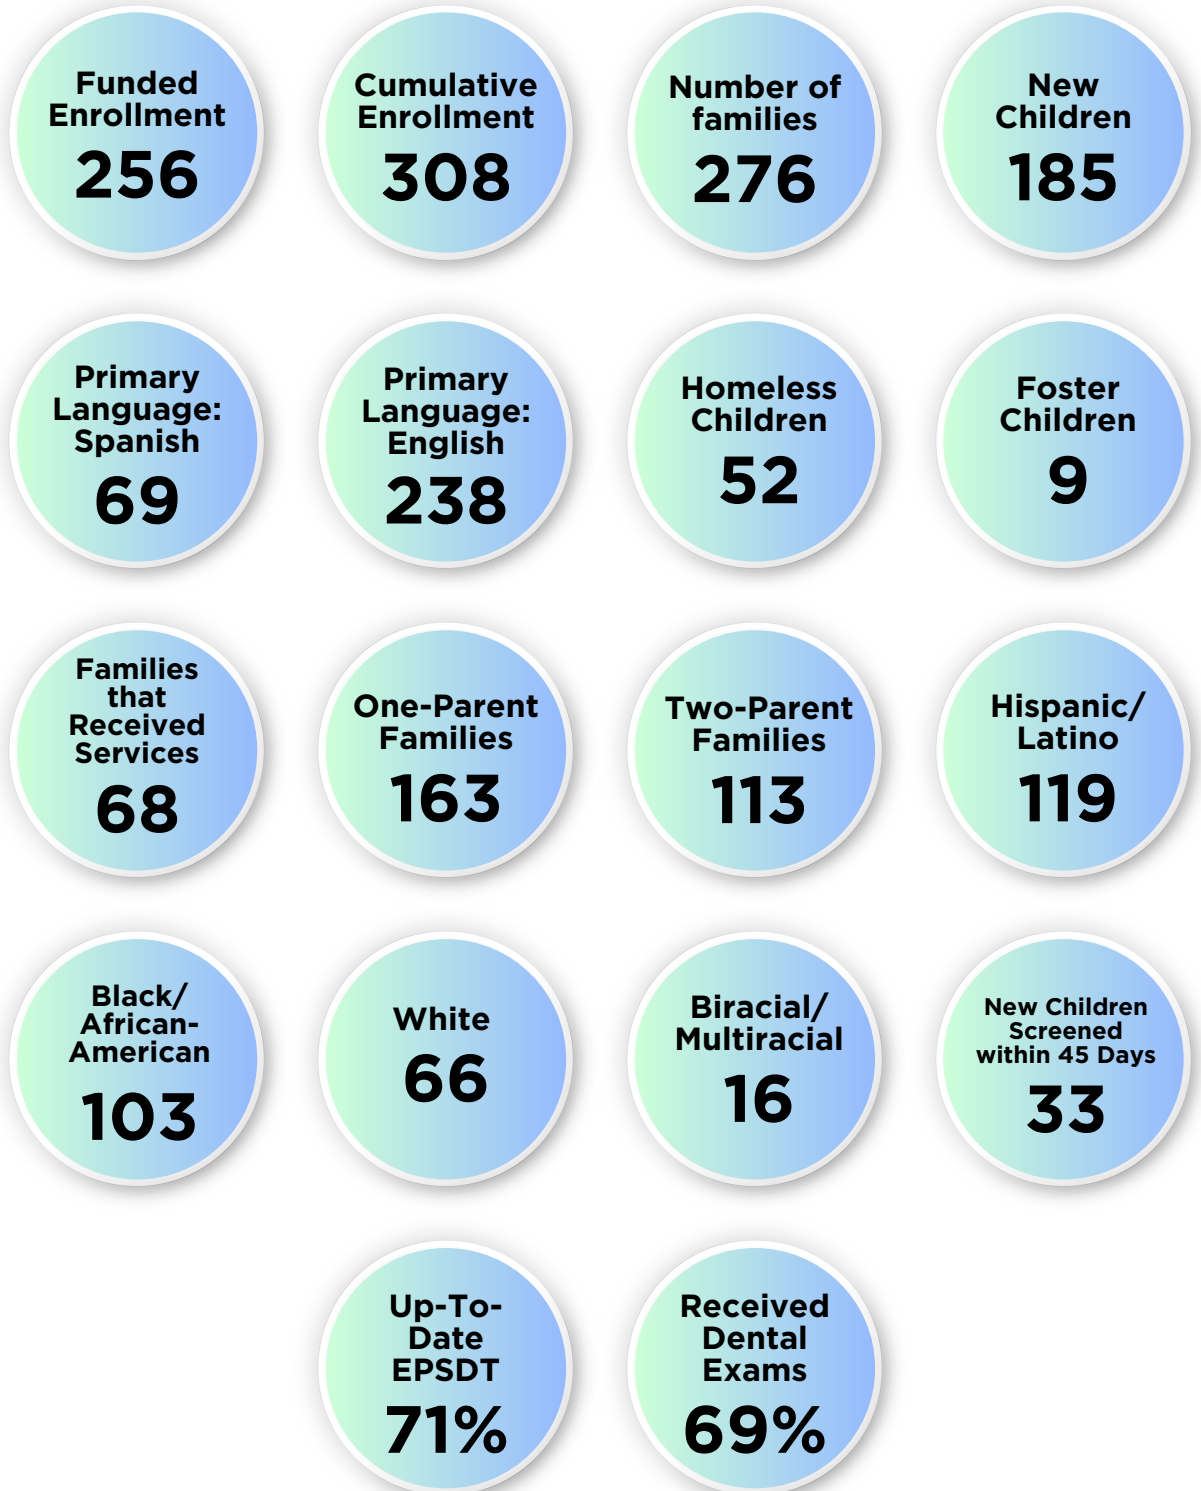 Funded
Enrollment
256
Cumulative
Enrollment
308
Number of
families
276
New
Children
185
Primary
Language:
Spanish
69
Primary
Language:
English
238
Homeless
Children
52
Foster
Children
9
Families
that
Received
Services
68
One-Parent
Families
163
Two-Parent
Families
113
Hispanic/
Latino
119
Black/
African-
American
103
White
66
Biracial/
Multiracial
16
New Children
Screened
within 45 Days
33
Up-To-
Date
EPSDT
71%
Received
Dental
Exams
69%